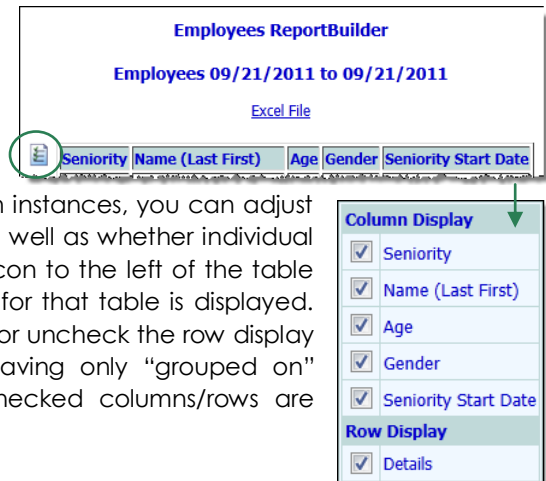 Employees ReportBuilder
Employees 09/21/2011 to 09/21/2011
Excel File
Seniority Name (Last First) Age Gender Seniority Start Date
instances, you can adjust
well as whether individual
con to the left of the table
for that table is displayed.
or uncheck the row display
aving only “grouped on”
hecked columns/rows are
Column Display
Seniority
Name (Last First)
Age
Gender
Seniority Start Date
Row Display
Details